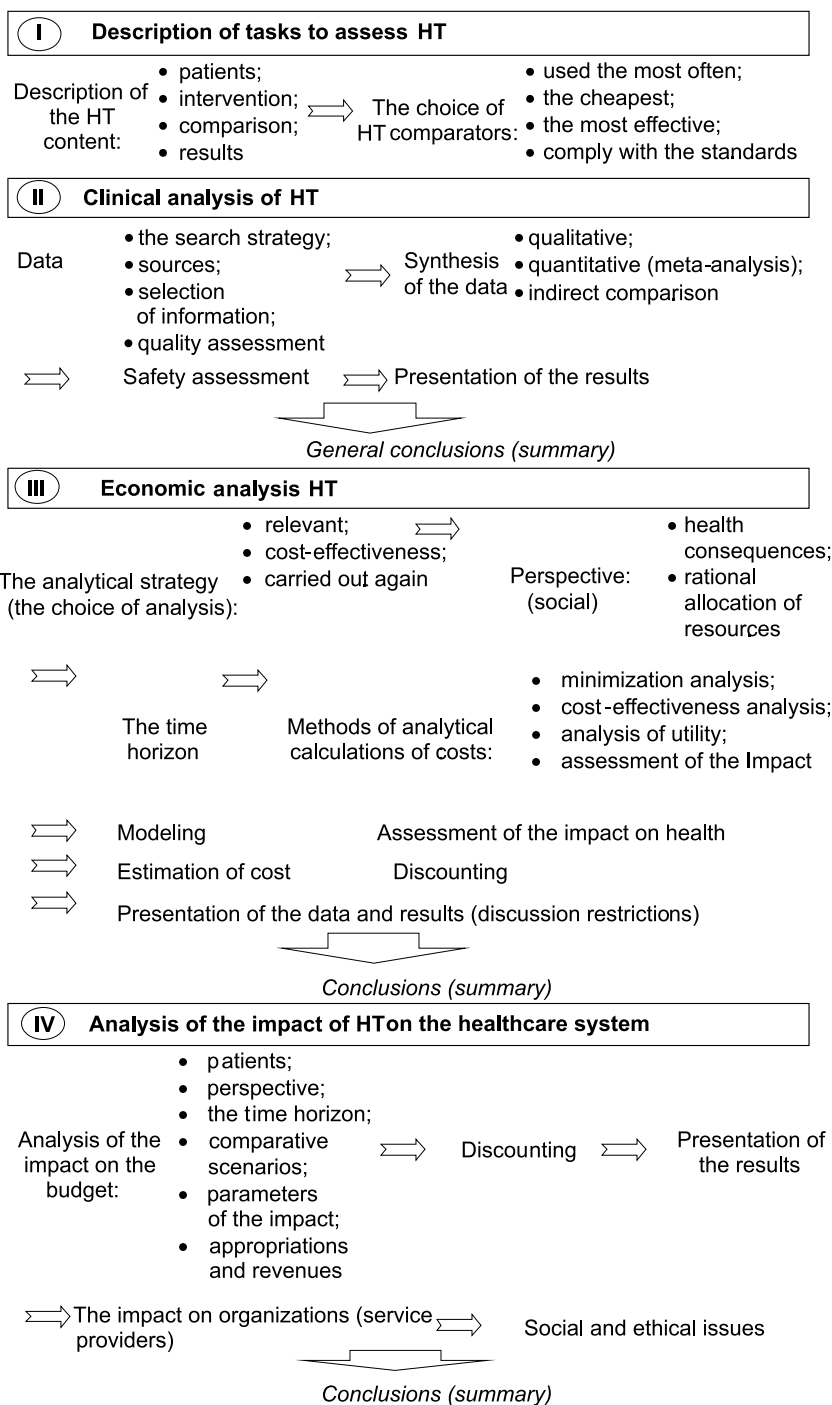 I Description of tasks to assess HT
Description of
the HT
content:
• patients;
• intervention;
• comparison;
• results
The choice of
HT comparators:
• used the most often;
• the cheapest;
• the most effective;
• comply with the standards
II Clinical analysis of HT
Data
• the search strategy;
• sources;
• selection
of information;
• quality assessment
Synthesis
of the data
• qualitative;
• quantitative (meta-analysis);
• indirect comparison
Safety assessment
Presentation of the results
General conclusions (summary)
III Economic analysis HT
The analytical strategy
(the choice of analysis):
• relevant;
• cost-effectiveness;
• carried out again
Perspective:
(social)
• health
consequences;
• rational
allocation of
resources
The time
horizon
Methods of analytical
calculations of costs:
• minimization analysis;
• cost-effectiveness analysis;
• analysis of utility;
• assessment of the Impact
Modeling
Assessment of the impact on health
Estimation of cost
Discounting
Presentation of the data and results (discussion restrictions)
Conclusions (summary)
IV Analysis of the impact of HT on the healthcare system
Analysis of the
impact on the
budget:
• patients;
• perspective;
• the time horizon;
• comparative
scenarios;
• parameters
of the impact;
• appropriations
and revenues
Discounting
Presentation of
the results
The impact on organizations (service
providers)
Social and ethical issues
Conclusions (summary)